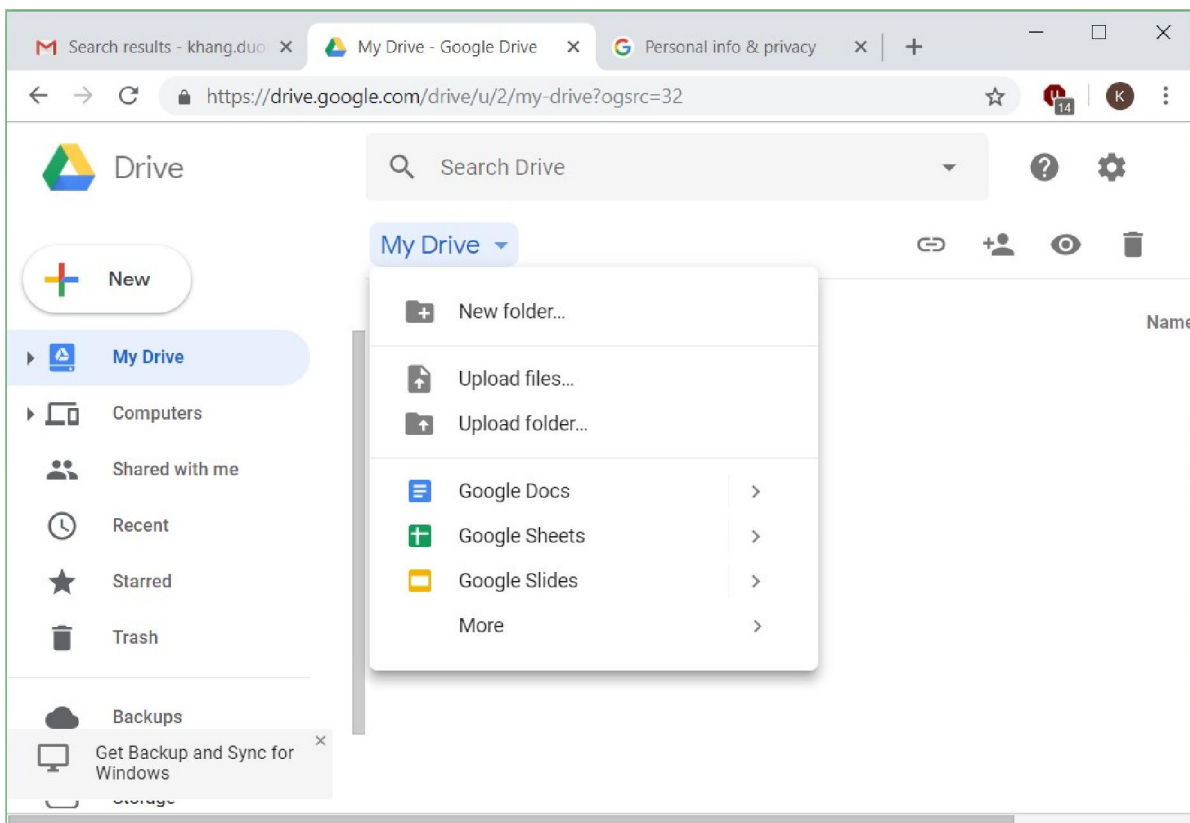 Search results - khang.duo
My Drive - Google Drive
Personal info & privacy
https://drive.google.com/drive/u/2/my-drive?ogsrc=32
14
K
Drive
Search Drive
My Drive
New
New folder...
Name
My Drive
Upload files...
Computers
Upload folder...
Shared with me
Google Docs
Recent
Google Sheets
Starred
Google Slides
Trash
More
Backups
Get Backup and Sync for
Windows
Storage